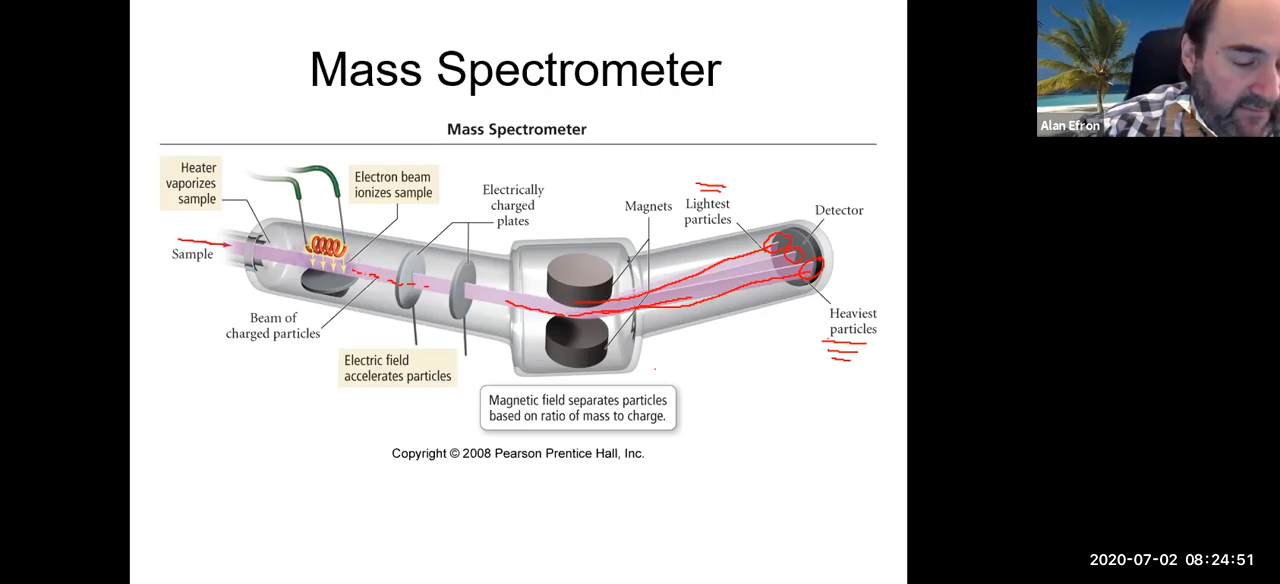 Mass Spectrometer
Alan Efron
Mass Spectrometer
Heater
vaporizes
sample
Electron beam
ionizes sample
Electrically
charged
plates
Magnets
Lightest
particles
Detector
Sample
Beam of
charged particles
Heaviest
particles
Electric field
accelerates particles
Magnetic field separates particles
based on ratio of mass to charge.
Copyright © 2008 Pearson Prentice Hall, Inc.
2020-07-02 08:24:51